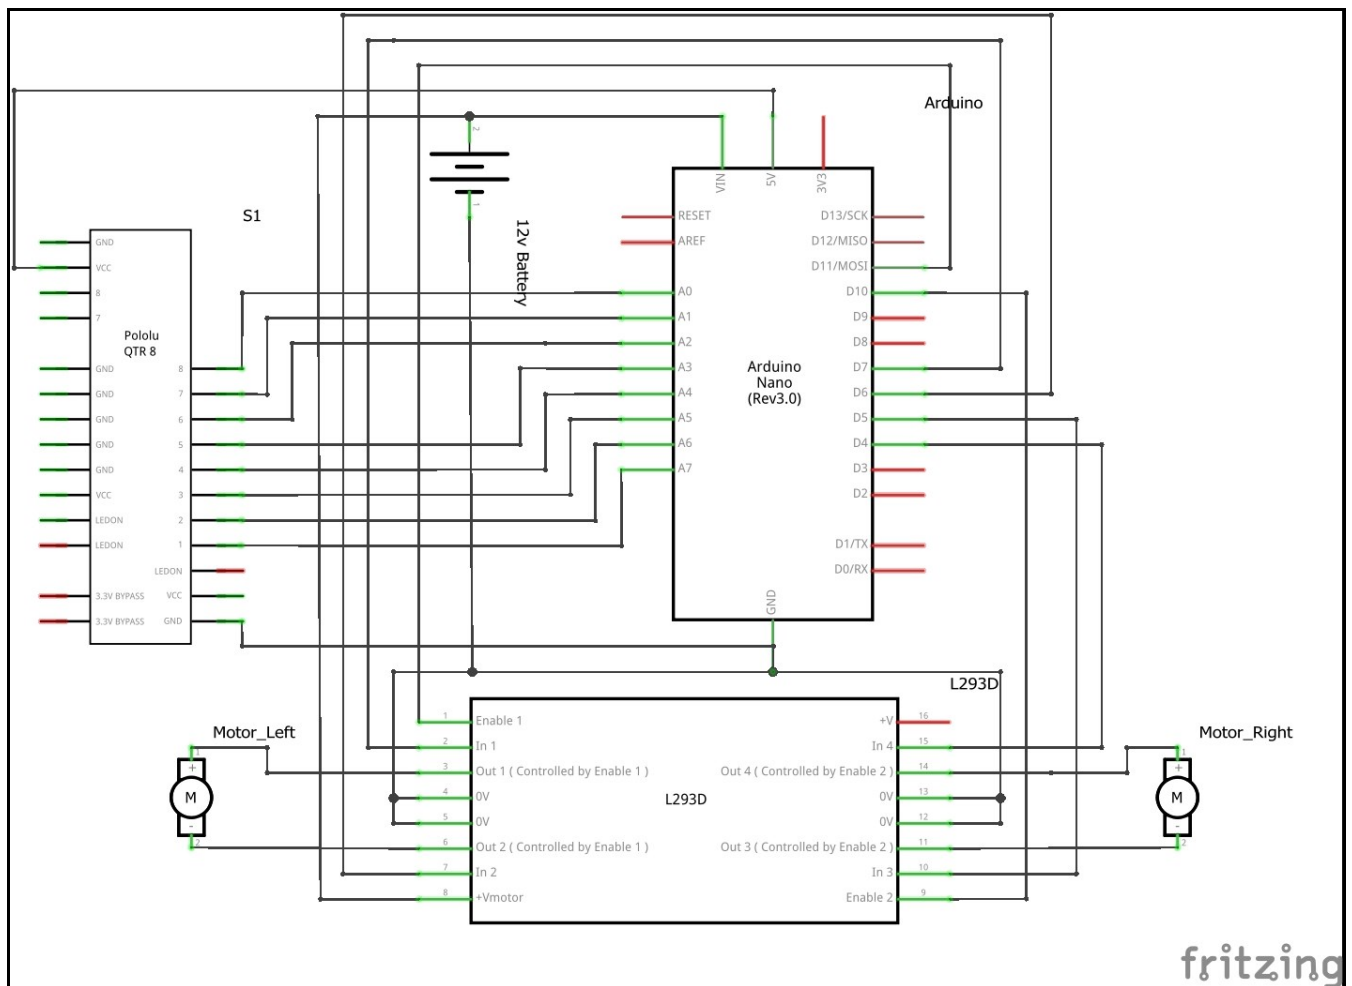 Arduino
2
1
12v Battery
S1
VIN
5V
3V3
RESET
AREF
A0
A1
A2
A3
A4
A5
A6
A7
D13/SCK
D12/MISO
D11/MOSI
D10
D9
D8
D7
D6
D5
D4
D3
D2
D1/TX
D0/RX
GND
Arduino
Nano
(Rev3.0)
GND
VCC
8
7
Pololu
QTR 8
GND
GND
GND
GND
GND
VCC
LEDON
LEDON
3.3V BYPASS
3.3V BYPASS
8
7
6
5
4
3
2
1
LEDON
VCC
GND
L293D
Motor_Left
1
+
M
-
2
1 Enable 1
2 In 1
3 Out 1 ( Controlled by Enable 1 )
4 0V
5 0V
6 Out 2 ( Controlled by Enable 1 )
7 In 2
8 +Vmotor
L293D
+V 16
In 4 15
Out 4 ( Controlled by Enable 2 ) 14
0V 13
0V 12
Out 3 ( Controlled by Enable 2 ) 11
In 3 10
Enable 2 9
Motor_Right
1
+
M
-
2
fritzing